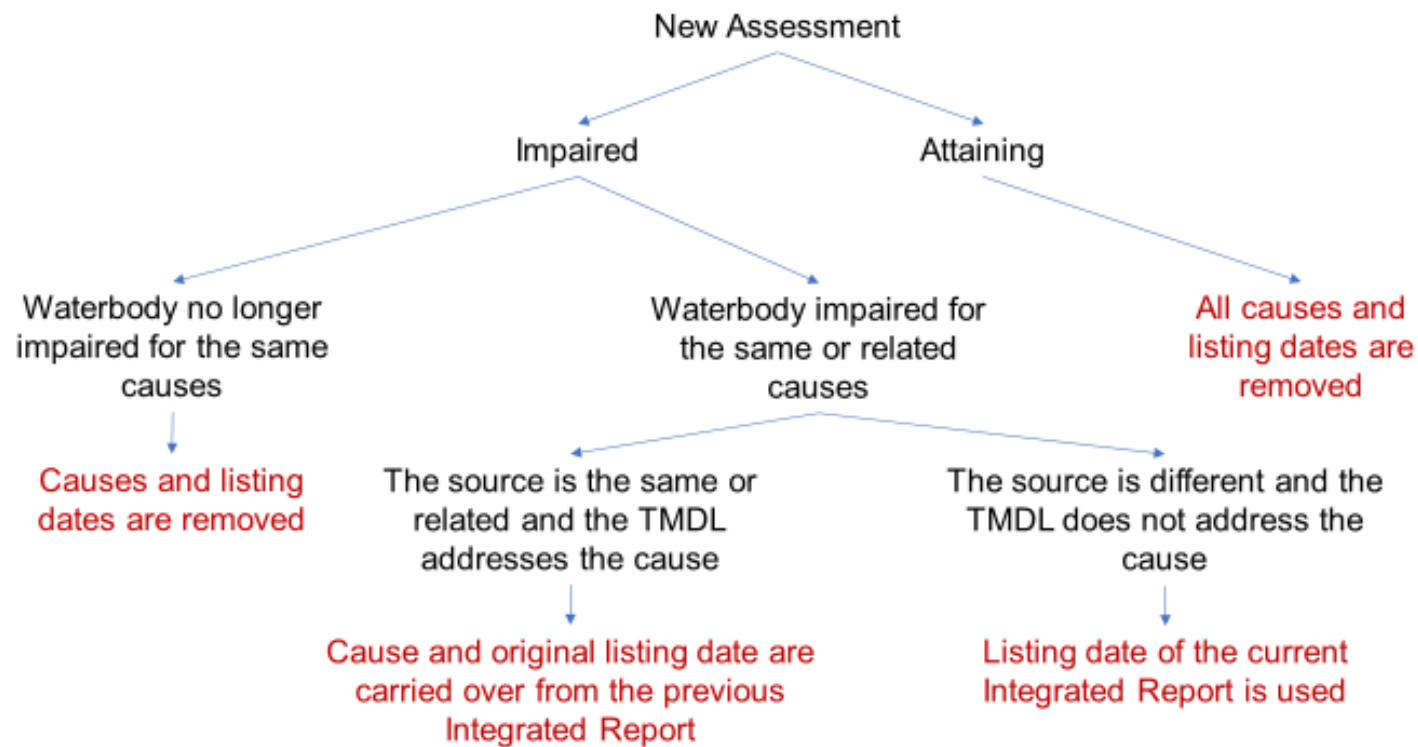 New Assessment
Impaired
Attaining
Waterbody no longer
impaired for the same
causes
Waterbody impaired for
the same or related
causes
All causes and
listing dates are
removed
Causes and listing
dates are removed
The source is the same or
related and the TMDL
addresses the cause
The source is different and the
TMDL does not address the
cause
Cause and original listing date are
carried over from the previous
Integrated Report
Listing date of the current
Integrated Report is used